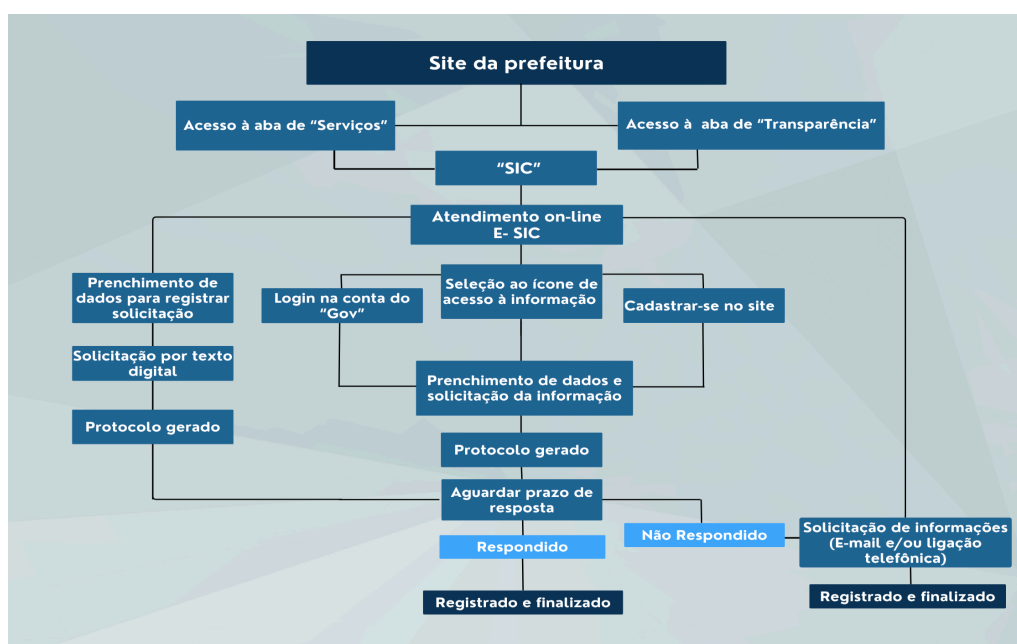 Site da prefeitura
Acesso à aba de “Serviços”
Acesso à aba de “Transparência”
“SIC”
Atendimento on-line
E- SIC
Prenchimento de
dados para registrar
solicitação
Login na conta do
“Gov”
Seleção ao ícone de
acesso à informação
Cadastrar-se no site
Solicitação por texto
digital
Prenchimento de dados e
solicitação da informação
Protocolo gerado
Protocolo gerado
Aguardar prazo de
resposta
Respondido
Não Respondido
Solicitação de informações
(E-mail e/ou ligação
telefônica)
Registrado e finalizado
Registrado e finalizado